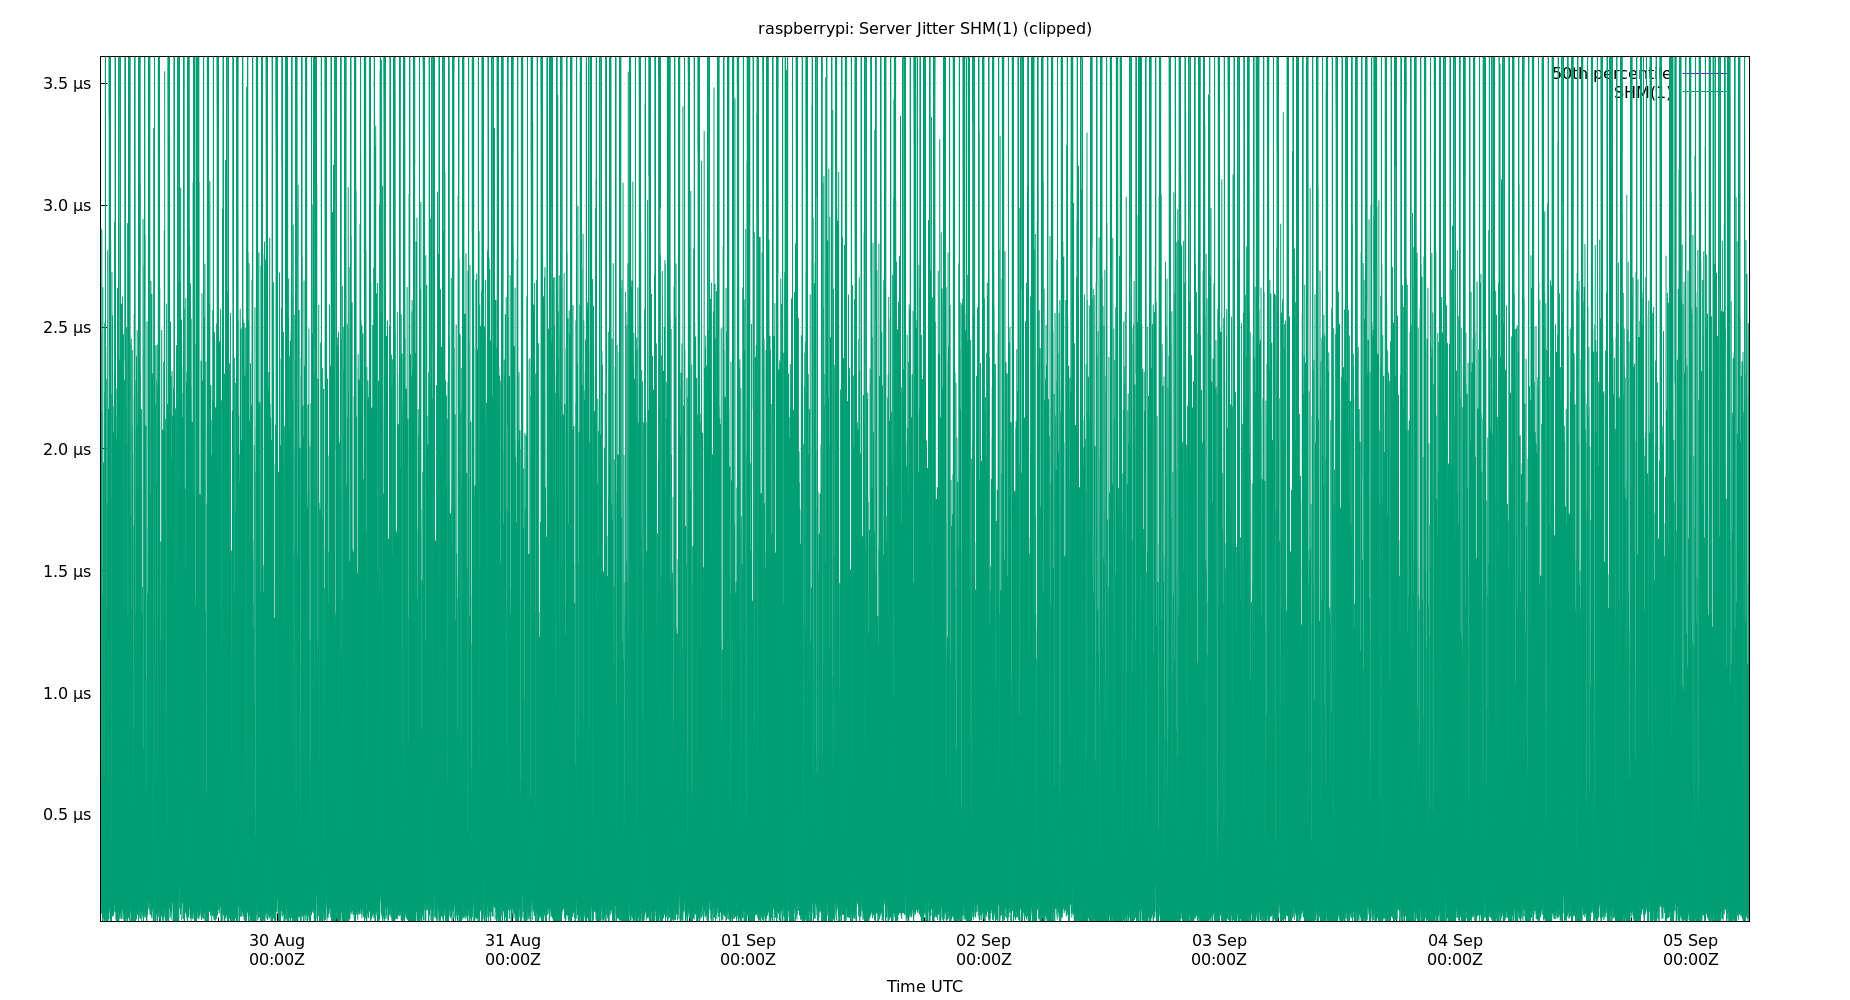 raspberrypi: Server Jitter SHM(1) (clipped)
50th percentile
SHM(1)
3.5 µs
3.0 µs
2.5 µs
2.0 µs
1.5 µs
1.0 µs
0.5 µs
30 Aug 31 Aug 01 Sep 02 Sep 03 Sep 04 Sep 05 Sep
00:00Z 00:00Z 00:00Z 00:00Z 00:00Z 00:00Z 00:00Z
Time UTC